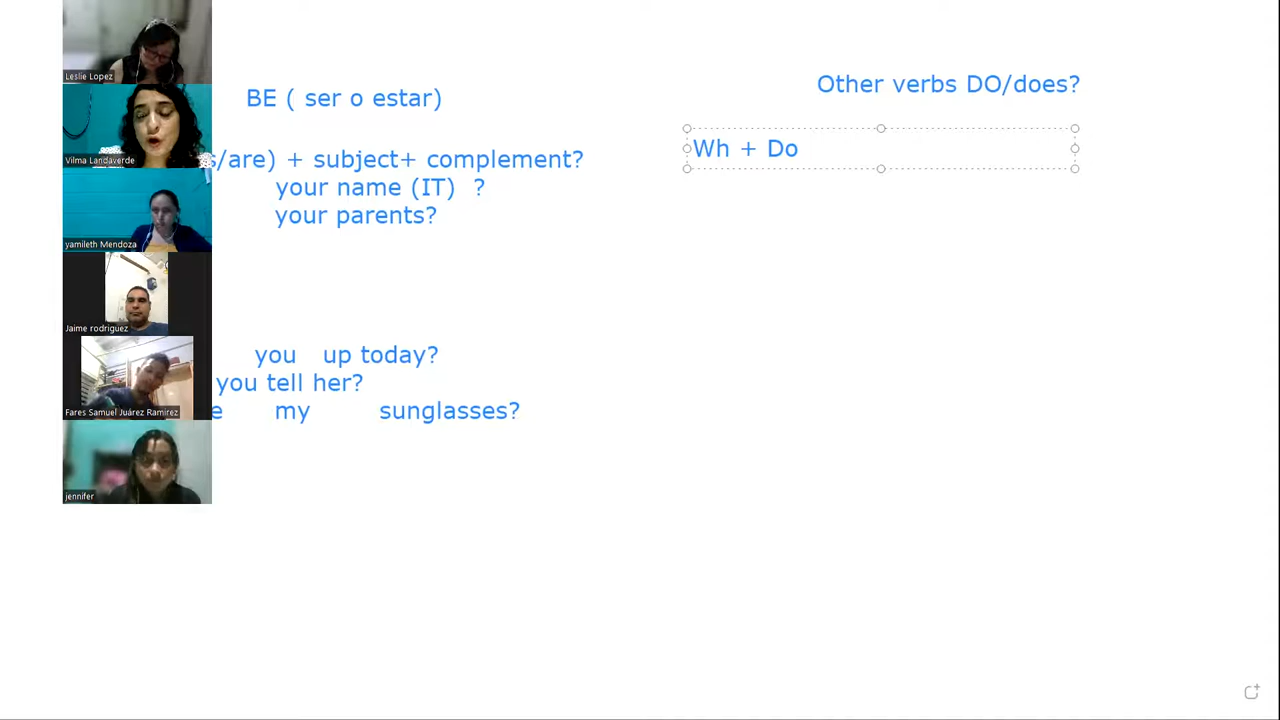 Leslie Lopez
Vilma Landaverde
yamileth Mendoza
Jaime rodriguez
Fares Samuel Juárez Ramirez
jennifer
BE ( ser o estar)
s/are) + subject+ complement?
your name (IT) ?
your parents?
you up today?
you tell her?
e my sunglasses?
Other verbs DO/does?
Wh + Do